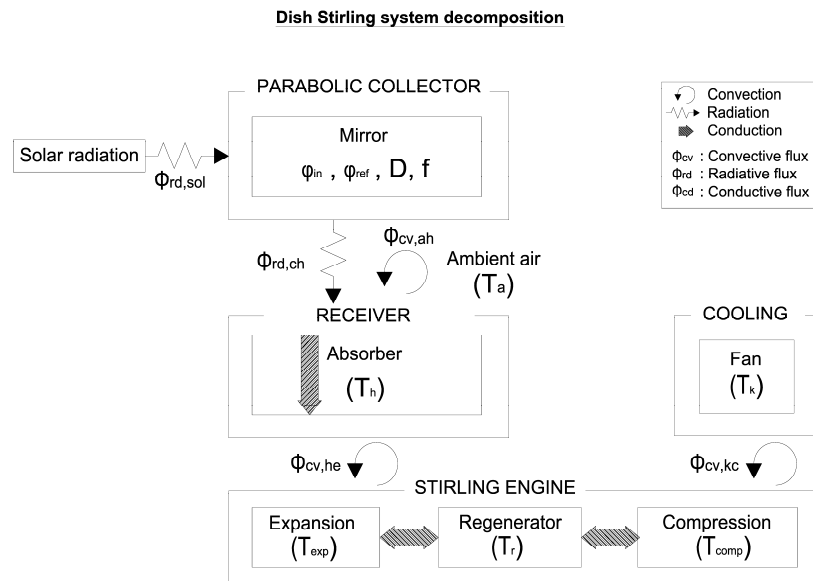 Dish Stirling system decomposition
PARABOLIC COLLECTOR
Mirror
φin , φref , D, f
Solar radiation
Φrd,sol
Convection
Radiation
Conduction
Φcv : Convective flux
Φrd : Radiative flux
Φcd : Conductive flux
Φrd,ch
Φcv,ah
Ambient air
(Ta)
RECEIVER
Absorber
(Th)
COOLING
Fan
(Tk)
Φcv,he
Φcv,kc
STIRLING ENGINE
Expansion
(Texp)
Regenerator
(Tr)
Compression
(Tcomp)